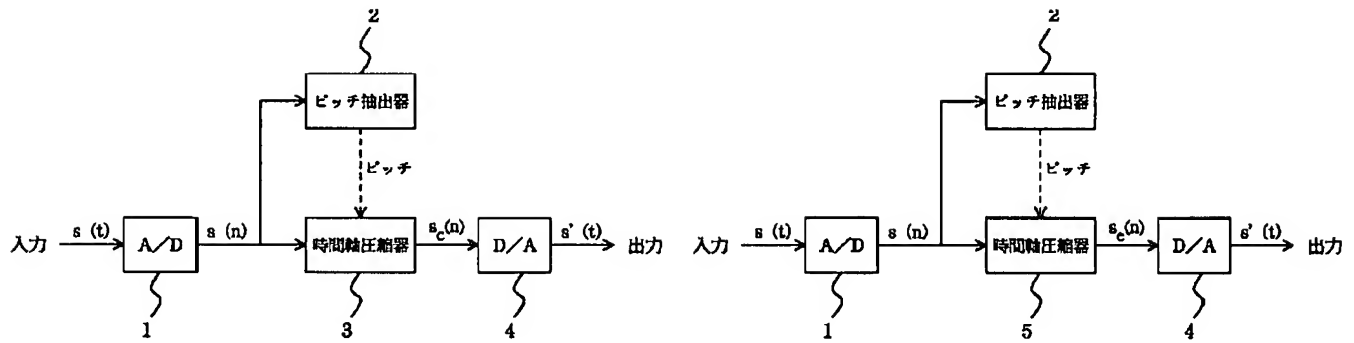 2
ピッチ抽出器
ピッチ
入力 s (t) A/D s (n) 時間軸圧縮器 s_c(n) D/A s' (t) 出力
1 3 4
2
ピッチ抽出器
ピッチ
入力 s (t) A/D s (n) 時間軸圧縮器 s_e(n) D/A s' (t) 出力
1 5 4